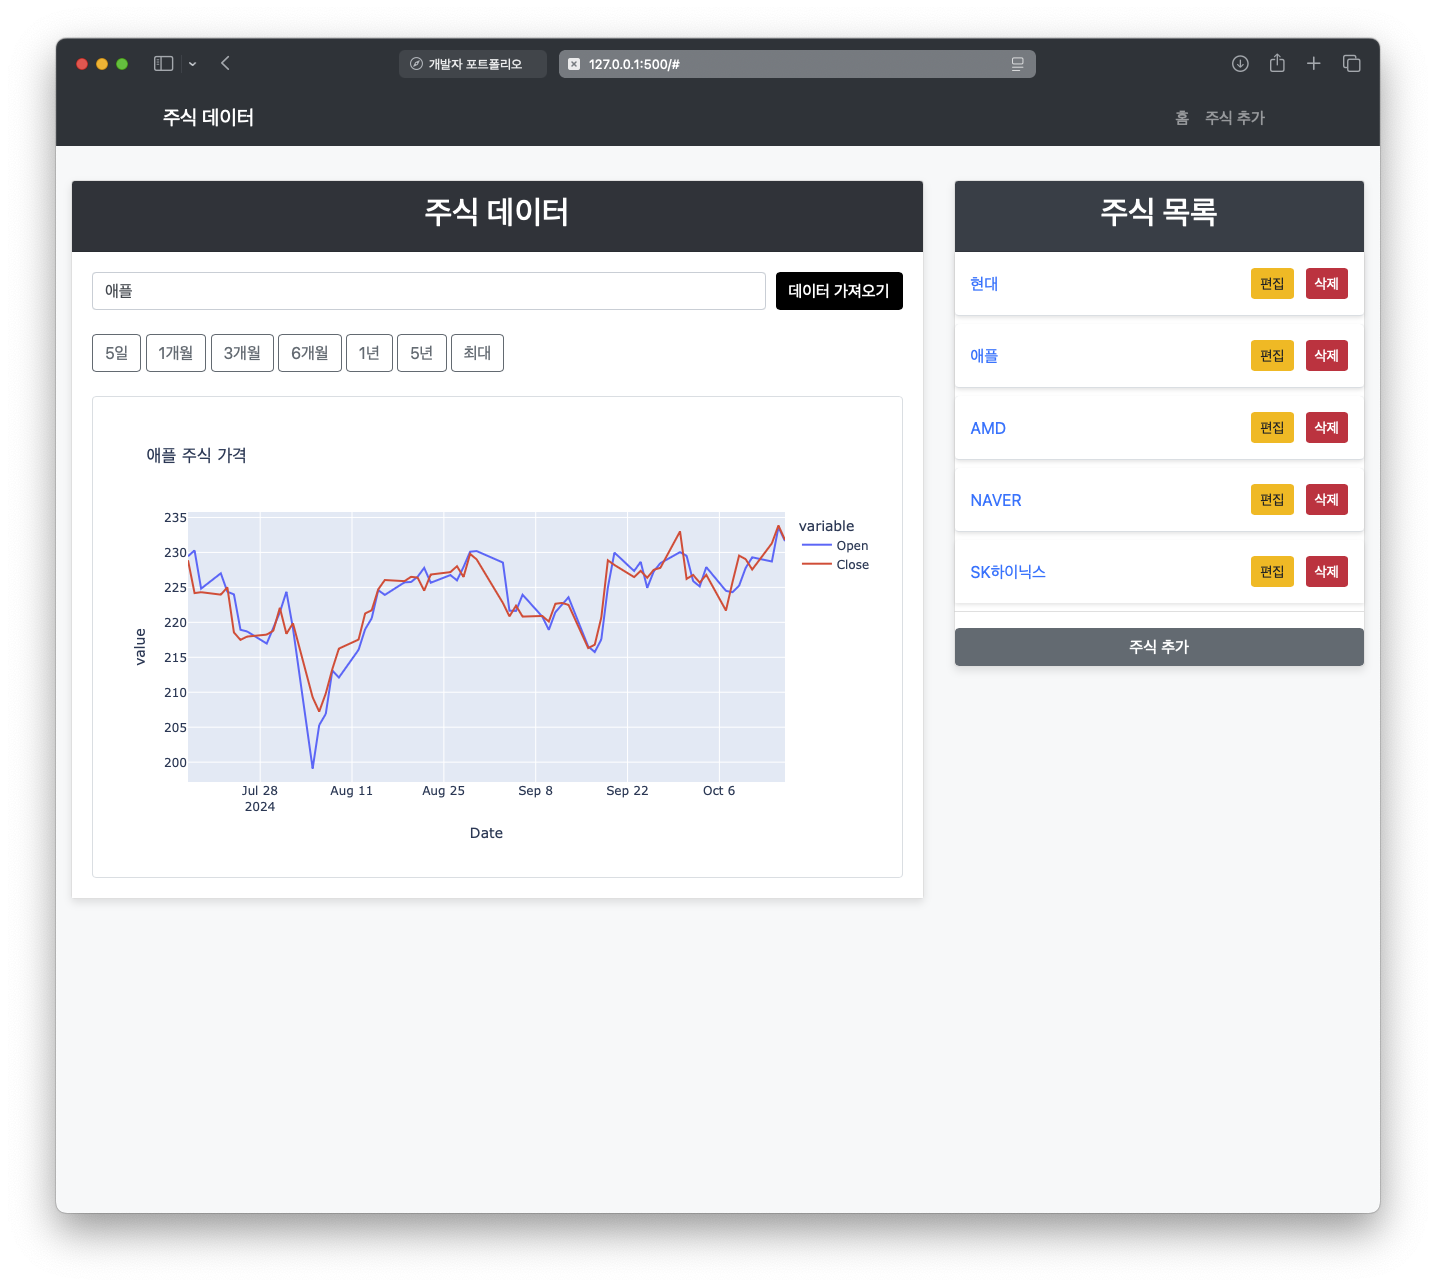 개발자 포트폴리오
127.0.0.1:500/#
주식 데이터
홈 주식 추가
주식 데이터
애플
데이터 가져오기
5일 1개월 3개월 6개월 1년 5년 최대
애플 주식 가격
235
230
225
220
215
210
205
200
value
Jul 28 Aug 11 Aug 25 Sep 8 Sep 22 Oct 6
2024
Date
variable
Open
Close
주식 목록
현대 편집 삭제
애플 편집 삭제
AMD 편집 삭제
NAVER 편집 삭제
SK하이닉스 편집 삭제
주식 추가